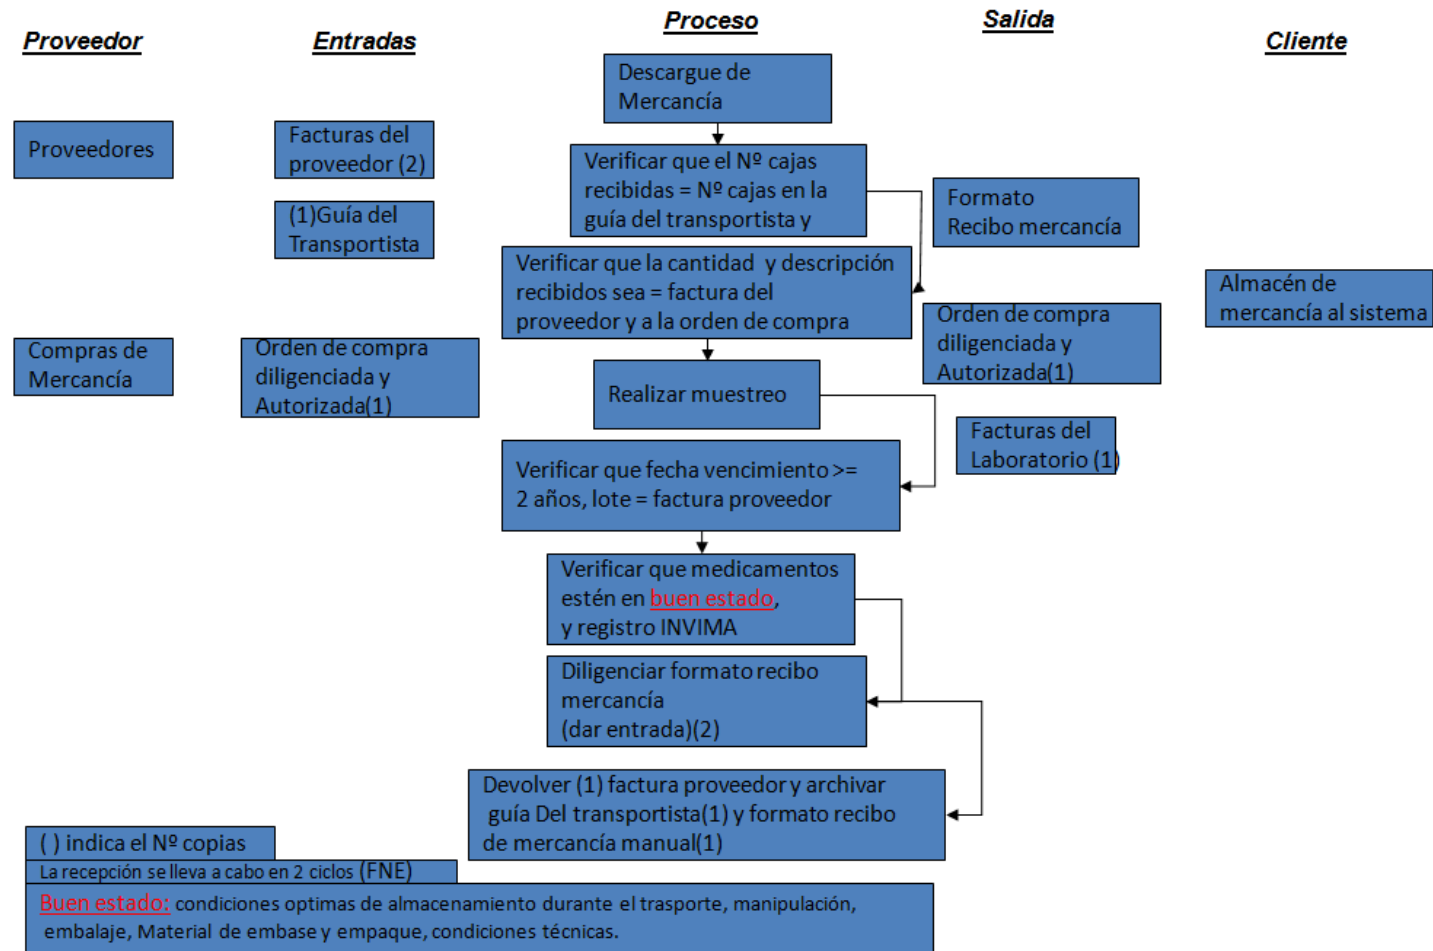 Proveedor
Entradas
Proceso
Salida
Cliente
Proveedores
Compras de
Mercancía
Facturas del
proveedor (2)
(1)Guía del
Transportista
Orden de compra
diligenciada y
Autorizada(1)
Descargue de
Mercancía
Verificar que el Nº cajas
recibidas = Nº cajas en la
guía del transportista y
Verificar que la cantidad y descripción
recibidos sea = factura del
proveedor y a la orden de compra
Realizar muestreo
Verificar que fecha vencimiento >=
2 años, lote = factura proveedor
Verificar que medicamentos
estén en buen estado,
y registro INVIMA
Diligenciar formato recibo
mercancía
(dar entrada)(2)
Devolver (1) factura proveedor y archivar
guía Del transportista(1) y formato recibo
de mercancía manual(1)
Formato
Recibo mercancía
Orden de compra
diligenciada y
Autorizada(1)
Facturas del
Laboratorio (1)
Almacén de
mercancía al sistema
( ) indica el Nº copias
La recepción se lleva a cabo en 2 ciclos (FNE)
Buen estado: condiciones optimas de almacenamiento durante el trasporte, manipulación,
embalaje, Material de embase y empaque, condiciones técnicas.